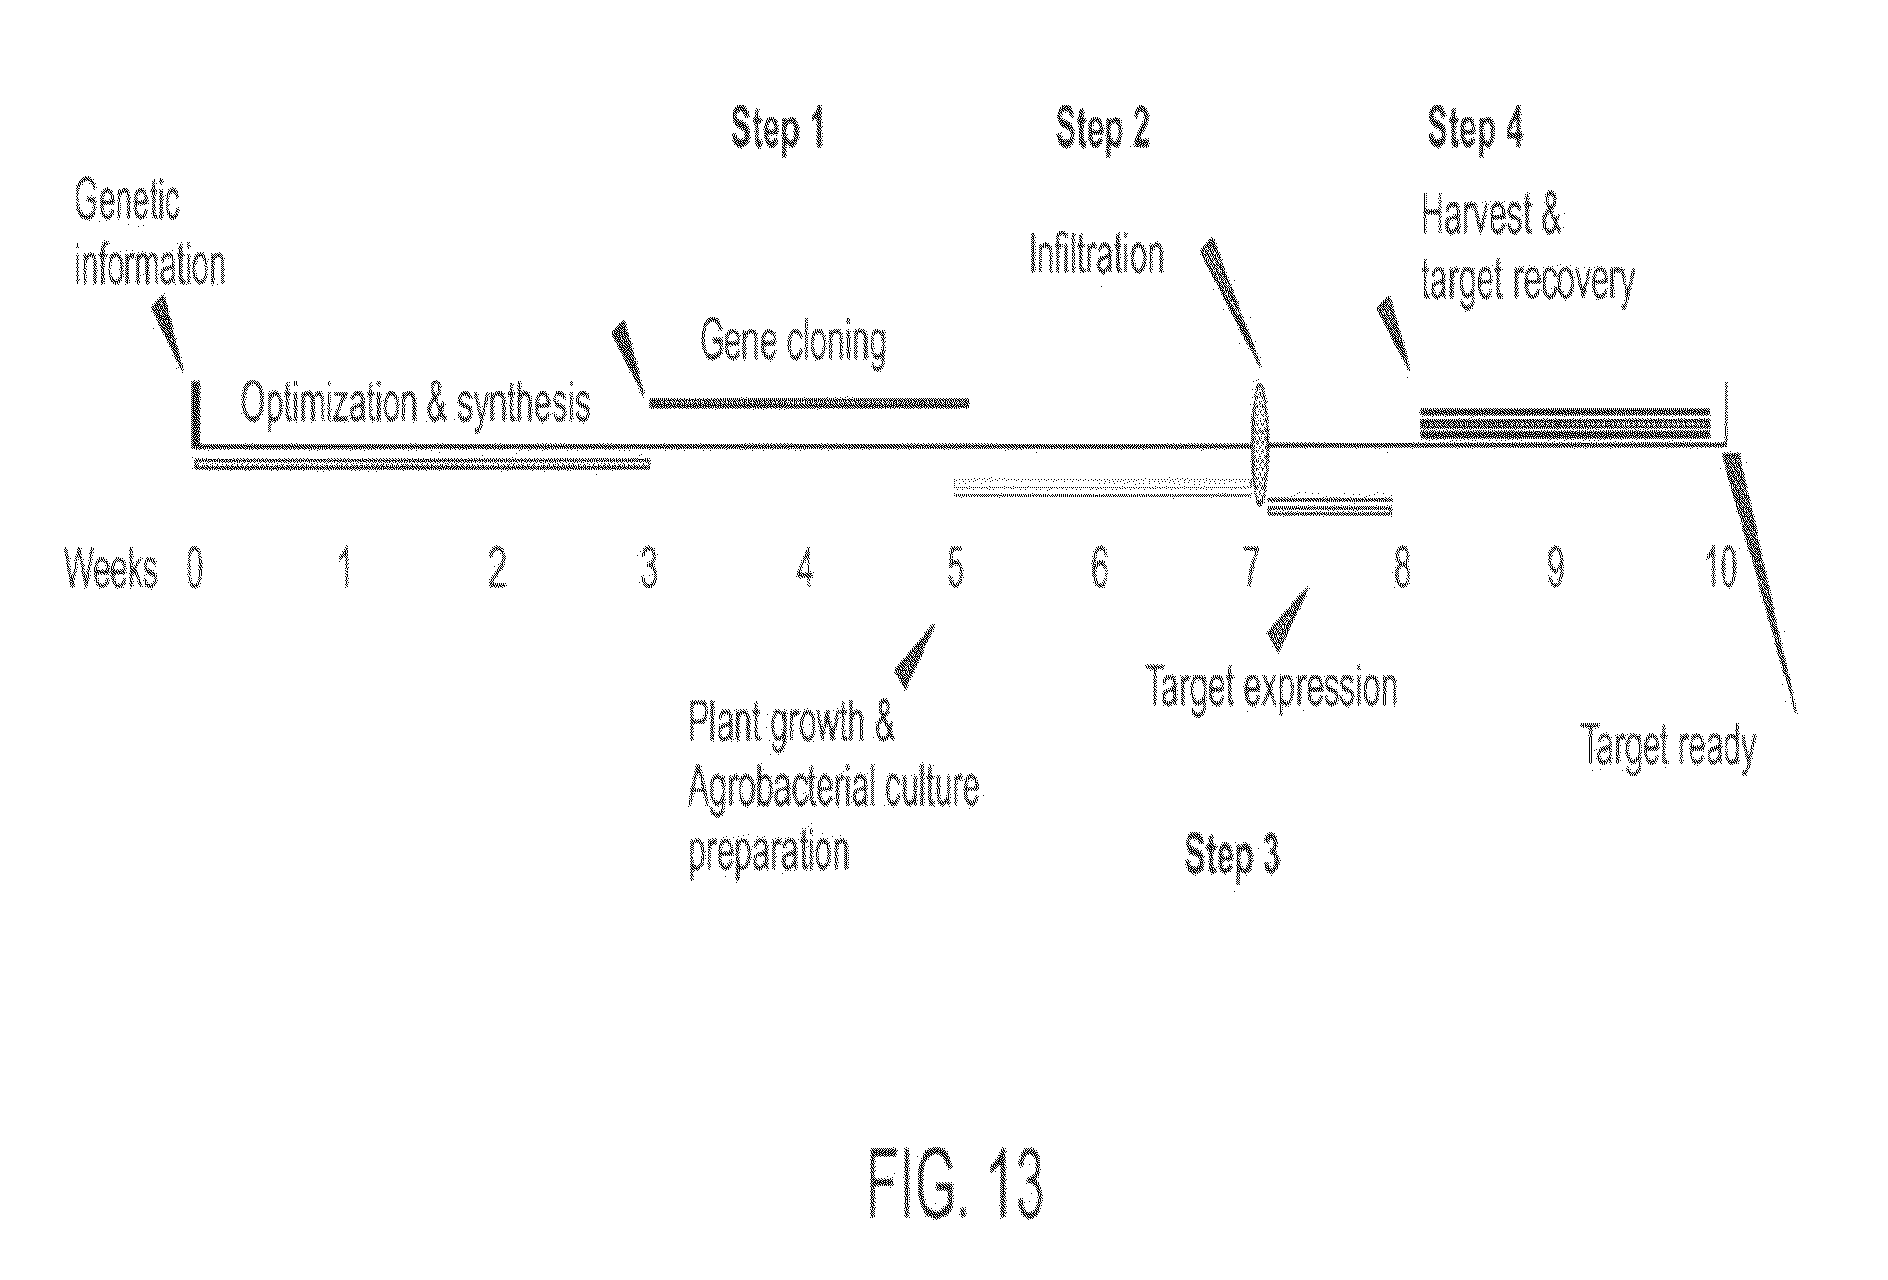 Step 1
Step 2
Step 4
Genetic
information
Harvest &
target recovery
Infiltration
Gene cloning
Optimization & synthesis
Weeks 0 1 2 3 4 5 6 7 8 9 10
Target expression
Plant growth &
Agrobacterial culture
preparation
Target ready
Step 3
FIG. 13